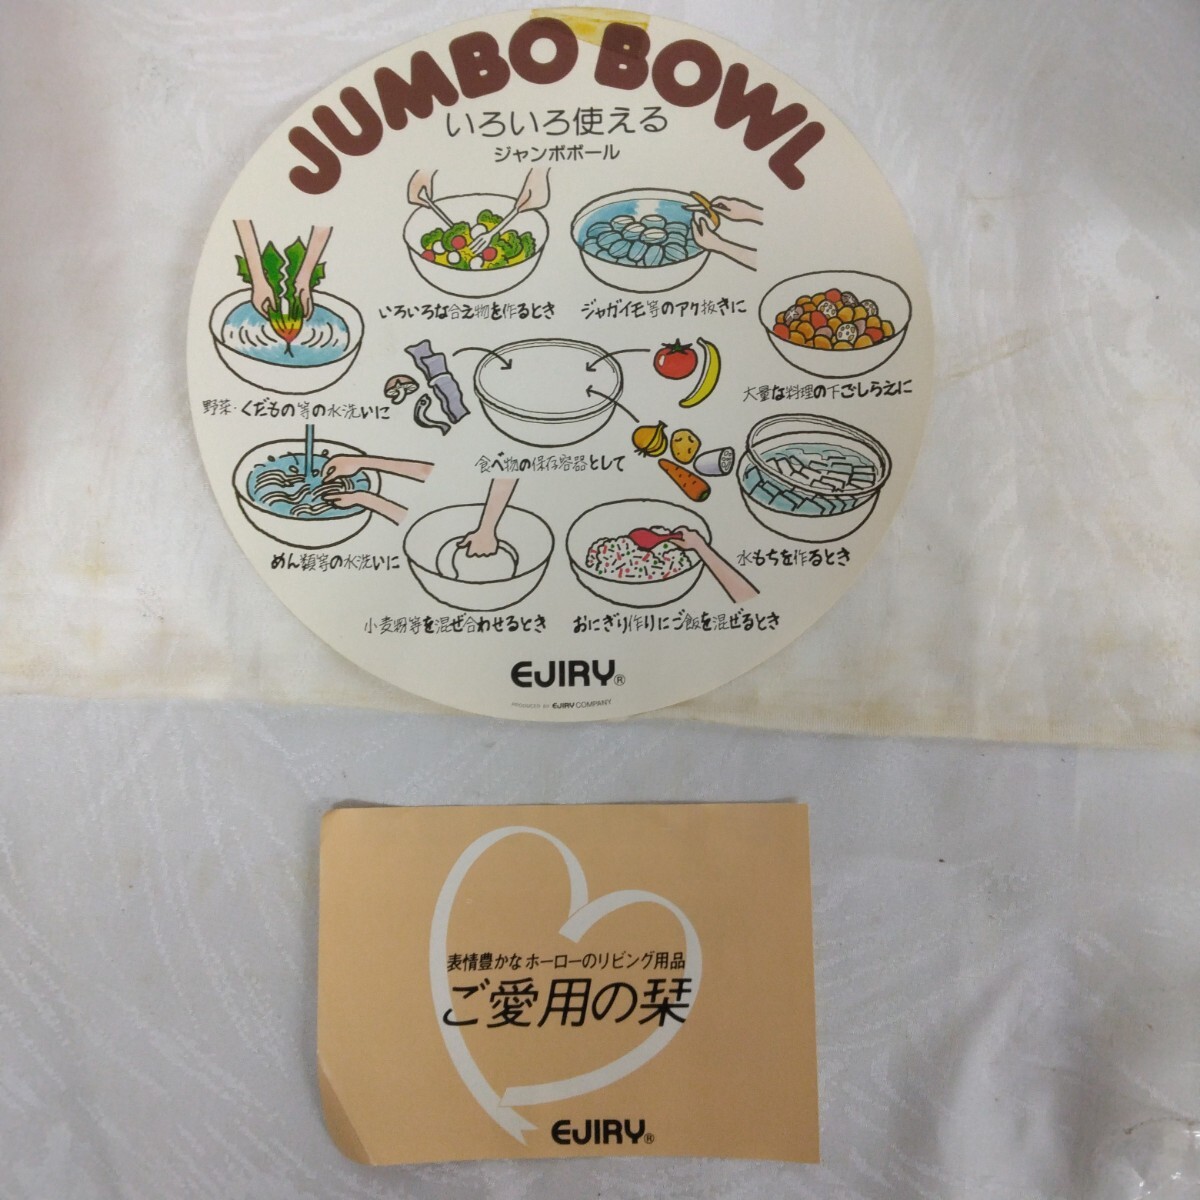 JUMBO BOWL
いろいろ使える
ジャンボボール
いろいろな合え物を作るとき
ジャガイモ等のアク抜きに
野菜・くだもの等の水洗いに
大量な料理の下ごしらえに
食べ物の保存容器として
めん類等の水洗いに
水もちを作るとき
小麦粉等を混ぜ合わせるとき
おにぎり作りにご飯を混ぜるとき
EJIRY®
PRODUCED BY EJIRY COMPANY
表情豊かなホーローのリビング用品
ご愛用の栞
EJIRY®